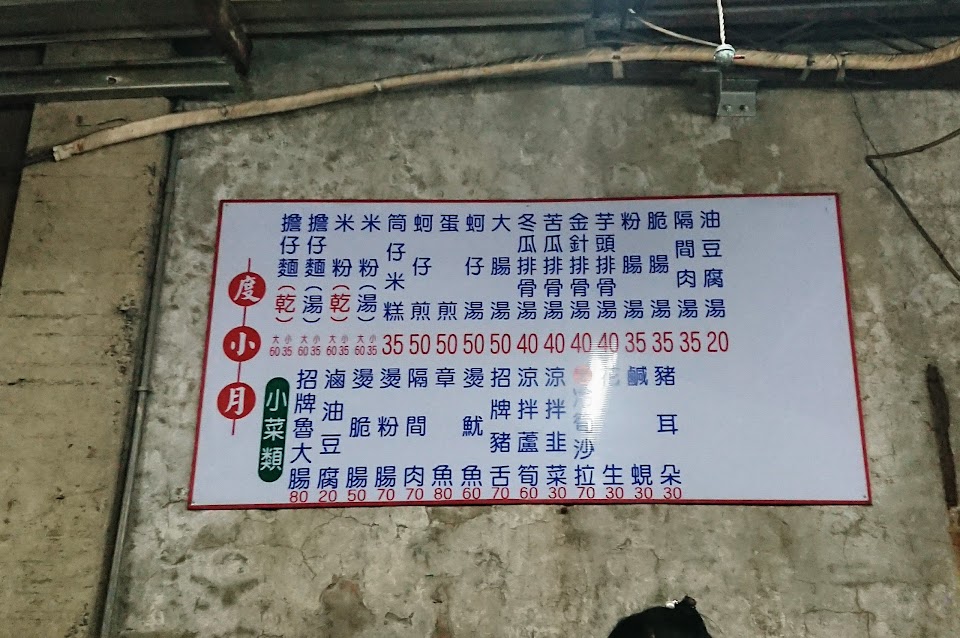 度小月
擔仔麵(乾) 大60 小35
擔仔麵(湯) 大60 小35
米粉(乾) 大60 小35
米粉(湯) 大60 小35
筒仔米糕 35
蚵仔煎 50
蛋煎 50
蚵仔湯 50
大腸湯 50
冬瓜排骨湯 40
苦瓜排骨湯 40
金針排骨湯 40
芋頭排骨湯 40
粉腸湯 35
脆腸湯 35
隔間肉湯 35
油豆腐湯 20
小菜類
招牌魯大腸 80
滷油豆腐 20
燙脆腸 50
燙粉腸 70
隔間肉 70
章魚 80
燙魷魚 60
招牌豬舌 70
涼拌蘆筍 60
涼拌韭菜 30
筍沙拉 70
花生 30
鹹蜆 30
豬耳朵 30